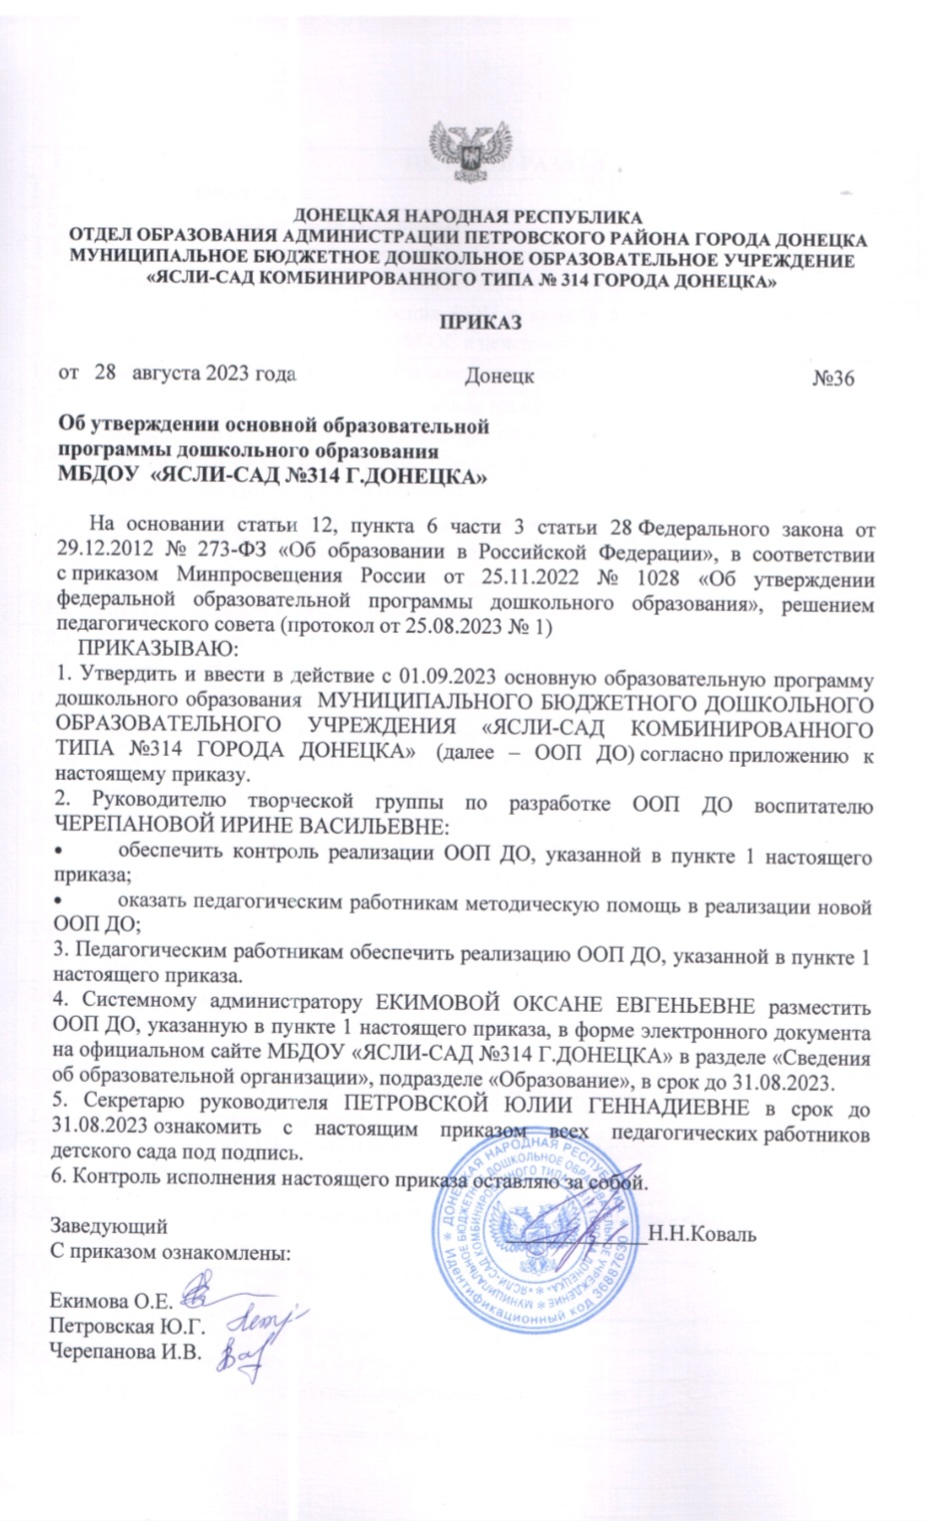 ДОНЕЦКАЯ НАРОДНАЯ РЕСПУБЛИКА
ОТДЕЛ ОБРАЗОВАНИЯ АДМИНИСТРАЦИИ ПЕТРОВСКОГО РАЙОНА ГОРОДА ДОНЕЦКА
МУНИЦИПАЛЬНОЕ БЮДЖЕТНОЕ ДОШКОЛЬНОЕ ОБРАЗОВАТЕЛЬНОЕ УЧРЕЖДЕНИЕ
«ЯСЛИ-САД КОМБИНИРОВАННОГО ТИПА № 314 ГОРОДА ДОНЕЦКА»
ПРИКАЗ
от 28 августа 2023 года Донецк №36
Об утверждении основной образовательной
программы дошкольного образования
МБДОУ «ЯСЛИ-САД №314 Г.ДОНЕЦКА»
На основании статьи 12, пункта 6 части 3 статьи 28 Федерального закона от
29.12.2012 № 273-ФЗ «Об образовании в Российской Федерации», в соответствии
с приказом Минпросвещения России от 25.11.2022 № 1028 «Об утверждении
федеральной образовательной программы дошкольного образования», решением
педагогического совета (протокол от 25.08.2023 № 1)
ПРИКАЗЫВАЮ:
1. Утвердить и ввести в действие с 01.09.2023 основную образовательную программу
дошкольного образования МУНИЦИПАЛЬНОГО БЮДЖЕТНОГО ДОШКОЛЬНОГО
ОБРАЗОВАТЕЛЬНОГО УЧРЕЖДЕНИЯ «ЯСЛИ-САД КОМБИНИРОВАННОГО
ТИПА №314 ГОРОДА ДОНЕЦКА» (далее – ООП ДО) согласно приложению к
настоящему приказу.
2. Руководителю творческой группы по разработке ООП ДО воспитателю
ЧЕРЕПАНОВОЙ ИРИНЕ ВАСИЛЬЕВНЕ:
• обеспечить контроль реализации ООП ДО, указанной в пункте 1 настоящего
приказа;
• оказать педагогическим работникам методическую помощь в реализации новой
ООП ДО;
3. Педагогическим работникам обеспечить реализацию ООП ДО, указанной в пункте 1
настоящего приказа.
4. Системному администратору ЕКИМОВОЙ ОКСАНЕ ЕВГЕНЬЕВНЕ разместить
ООП ДО, указанную в пункте 1 настоящего приказа, в форме электронного документа
на официальном сайте МБДОУ «ЯСЛИ-САД №314 Г.ДОНЕЦКА» в разделе «Сведения
об образовательной организации», подразделе «Образование», в срок до 31.08.2023.
5. Секретарю руководителя ПЕТРОВСКОЙ ЮЛИИ ГЕННАДИЕВНЕ в срок до
31.08.2023 ознакомить с настоящим приказом всех педагогических работников
детского сада под подпись.
6. Контроль исполнения настоящего приказа оставляю за собой.
Заведующий Н.Н.Коваль
С приказом ознакомлены:
Екимова О.Е.
Петровская Ю.Г.
Черепанова И.В.
ДОНЕЦКАЯ НАРОДНАЯ РЕСПУБЛИКА
Идентификационный код 36887630
МУНИЦИПАЛЬНОЕ БЮДЖЕТНОЕ ДОШКОЛЬНОЕ ОБРАЗОВАТЕЛЬНОЕ УЧРЕЖДЕНИЕ